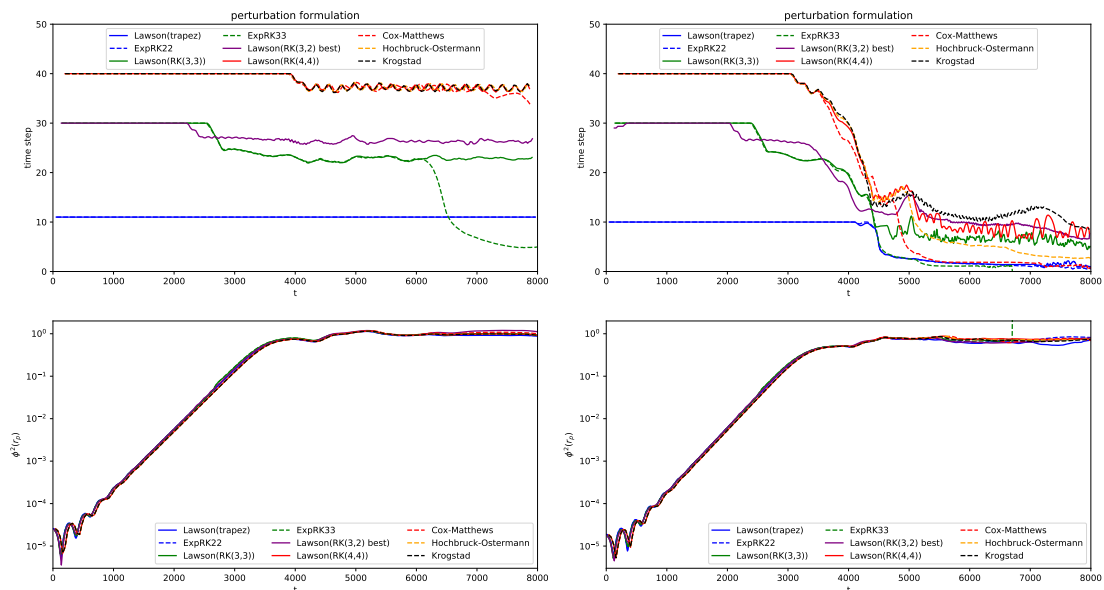 perturbation formulation
50
40
30
20
10
0
time step
Lawson(trapez)
ExpRK22
Lawson(RK(3,3))
ExpRK33
Lawson(RK(3,2) best)
Lawson(RK(4,4))
Cox-Matthews
Hochbruck-Ostermann
Krogstad
0 1000 2000 3000 4000 5000 6000 7000 8000
t
perturbation formulation
50
40
30
20
10
0
time step
Lawson(trapez)
ExpRK22
Lawson(RK(3,3))
ExpRK33
Lawson(RK(3,2) best)
Lawson(RK(4,4))
Cox-Matthews
Hochbruck-Ostermann
Krogstad
0 1000 2000 3000 4000 5000 6000 7000 8000
t
10⁰
10⁻¹
10⁻²
10⁻³
10⁻⁴
10⁻⁵
ϕ²(rₚ)
Lawson(trapez)
ExpRK22
Lawson(RK(3,3))
ExpRK33
Lawson(RK(3,2) best)
Lawson(RK(4,4))
Cox-Matthews
Hochbruck-Ostermann
Krogstad
0 1000 2000 3000 4000 5000 6000 7000 8000
10⁰
10⁻¹
10⁻²
10⁻³
10⁻⁴
10⁻⁵
ϕ²(rₚ)
Lawson(trapez)
ExpRK22
Lawson(RK(3,3))
ExpRK33
Lawson(RK(3,2) best)
Lawson(RK(4,4))
Cox-Matthews
Hochbruck-Ostermann
Krogstad
0 1000 2000 3000 4000 5000 6000 7000 8000